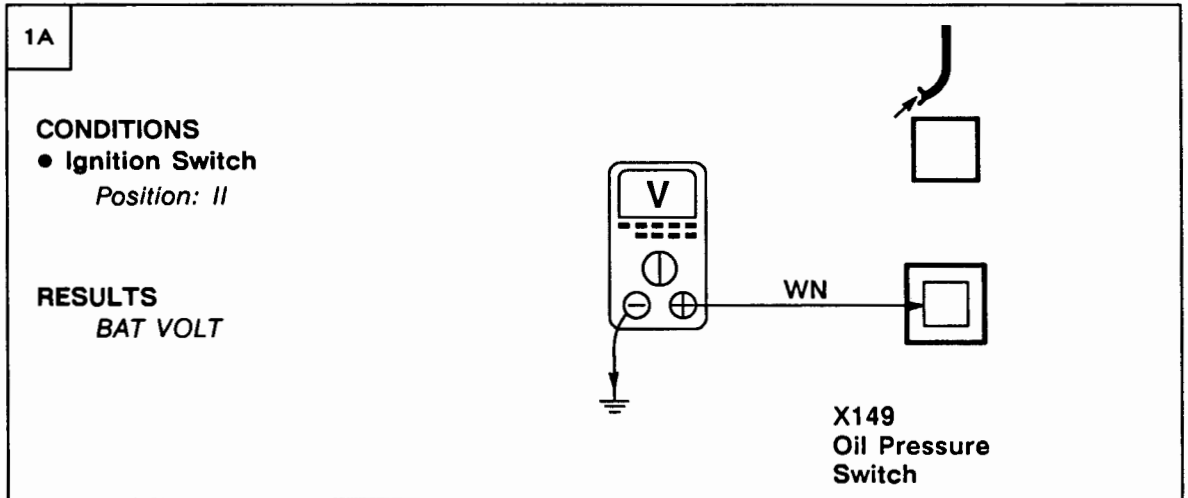 1A
CONDITIONS
● Ignition Switch
Position: II
RESULTS
BAT VOLT
V
WN
X149
Oil Pressure
Switch